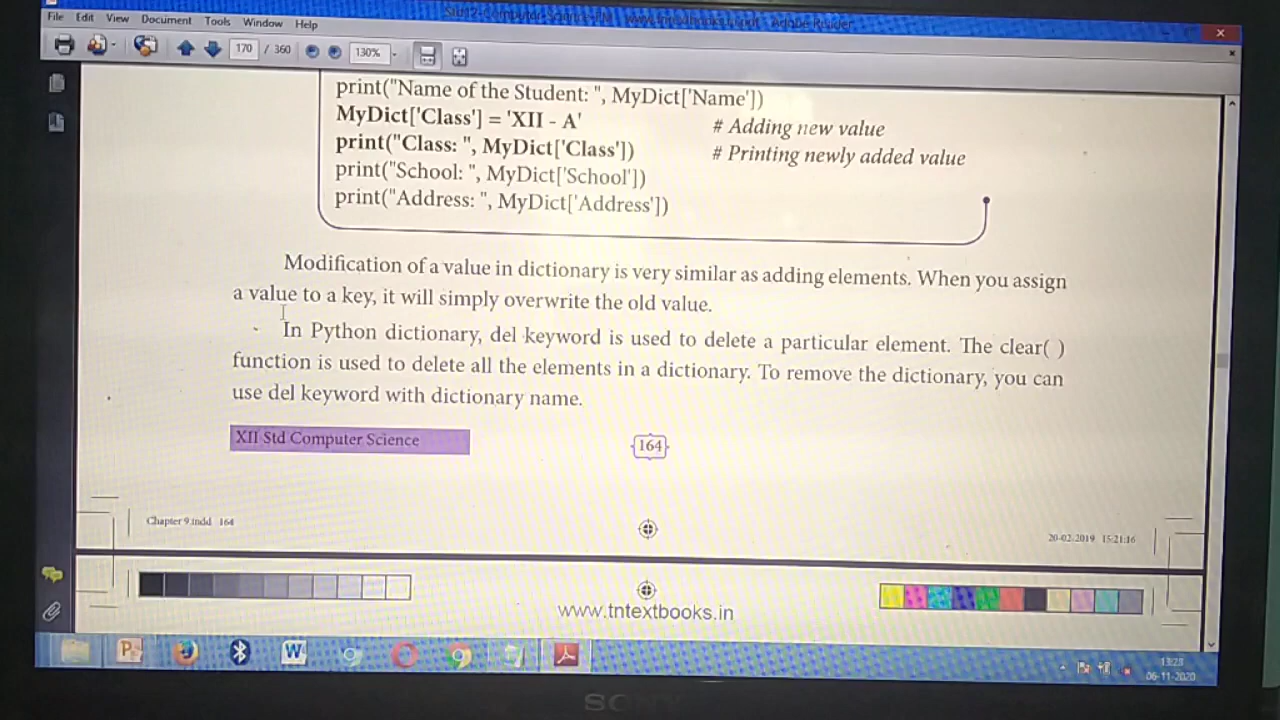 File Edit View Document Tools Window Help
170 / 360 130%
print("Name of the Student: ", MyDict['Name'])
MyDict['Class'] = 'XII - A' # Adding new value
print("Class: ", MyDict['Class']) # Printing newly added value
print("School: ", MyDict['School'])
print("Address: ", MyDict['Address'])
Modification of a value in dictionary is very similar as adding elements. When you assign
a value to a key, it will simply overwrite the old value.
In Python dictionary, del keyword is used to delete a particular element. The clear( )
function is used to delete all the elements in a dictionary. To remove the dictionary, you can
use del keyword with dictionary name.
XII Std Computer Science 164
Chapter 9.indd 164 20-02-2019 15:21:16
www.tntextbooks.in
13:28
06-11-2020
SONY